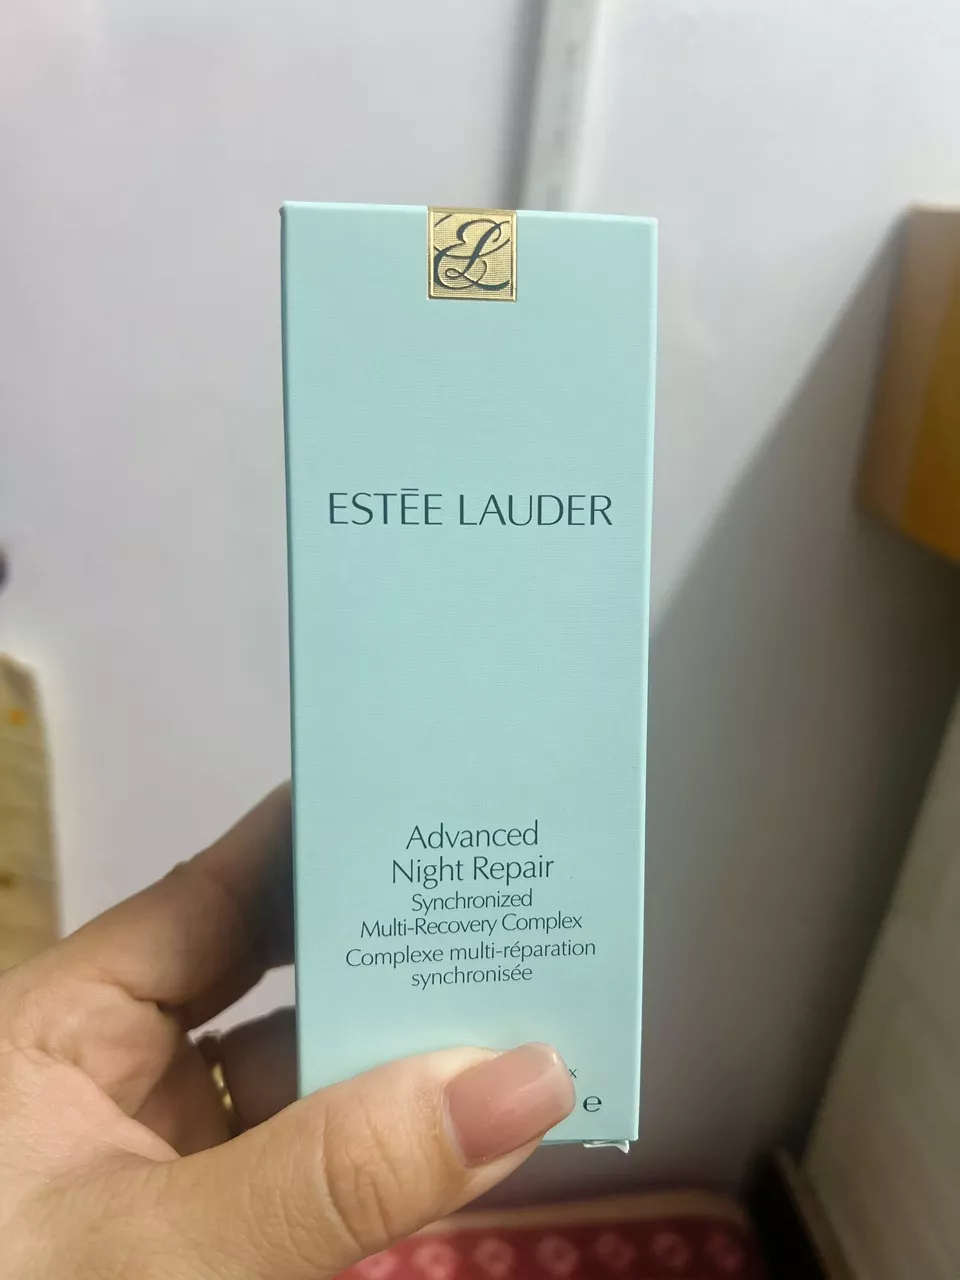 EL
ESTĒE LAUDER
Advanced
Night Repair
Synchronized
Multi-Recovery Complex
Complexe multi-réparation
synchronisée
x
e